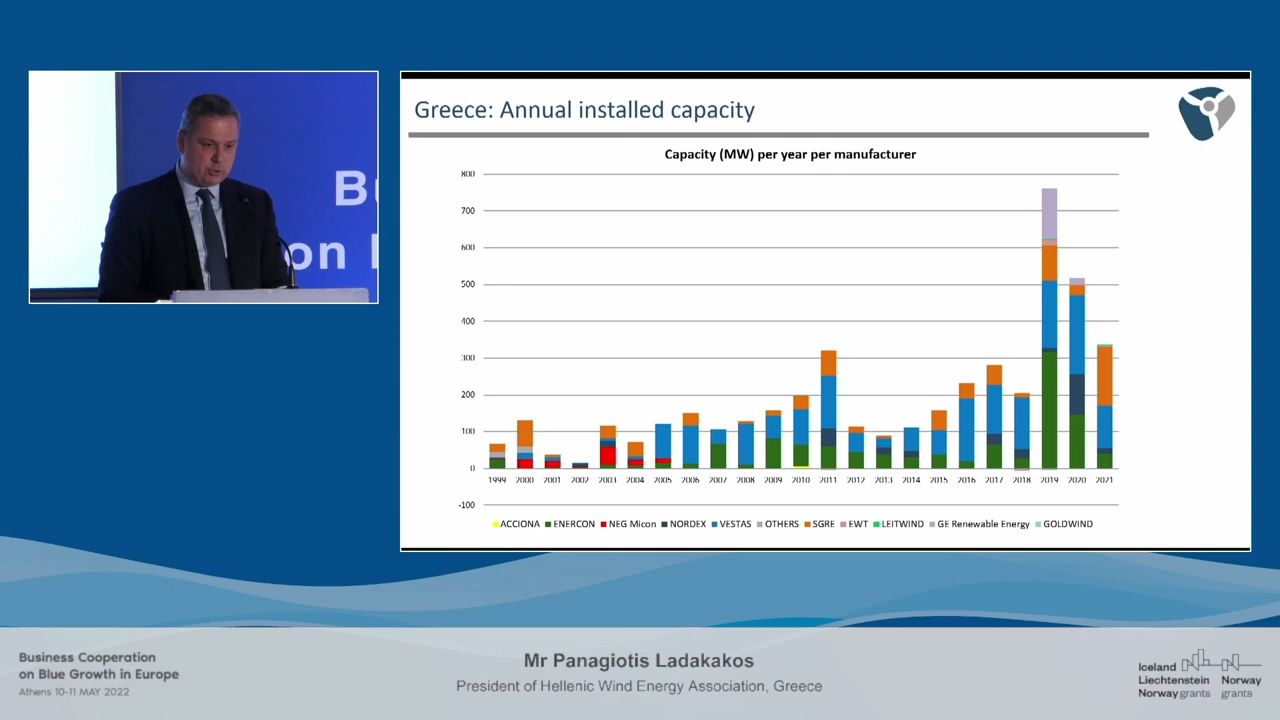 Bu
on
Greece: Annual installed capacity
Capacity (MW) per year per manufacturer
800
700
600
500
400
300
200
100
0
-100
1999 2000 2001 2002 2003 2004 2005 2006 2007 2008 2009 2010 2011 2012 2013 2014 2015 2016 2017 2018 2019 2020 2021
ACCIONA ENERCON NEG Micon NORDEX VESTAS OTHERS SGRE EWT LEITWIND GE Renewable Energy GOLDWIND
Business Cooperation
on Blue Growth in Europe
Athens 10-11 MAY 2022
Mr Panagiotis Ladakakos
President of Hellenic Wind Energy Association, Greece
Iceland
Liechtenstein
Norway grants
Norway
grants